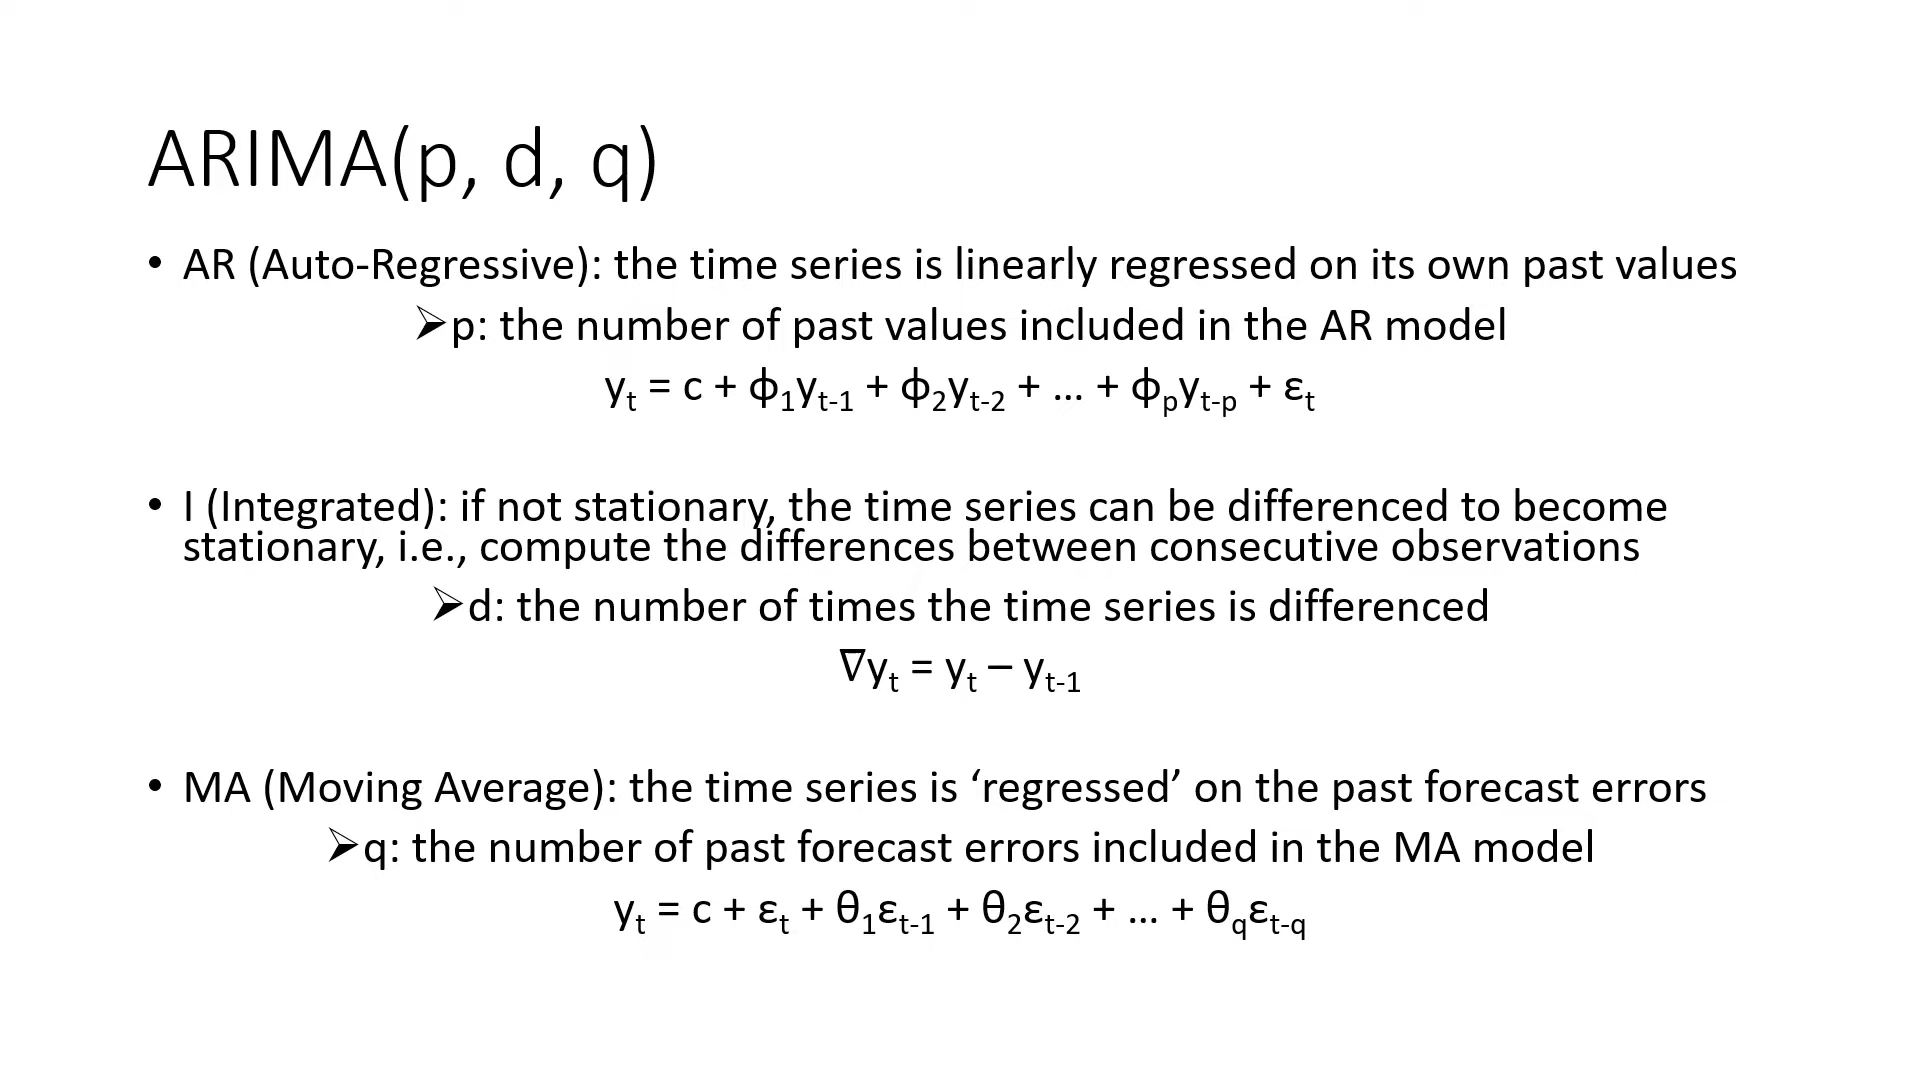 ARIMA(p, d, q)
• AR (Auto-Regressive): the time series is linearly regressed on its own past values
➢p: the number of past values included in the AR model
yₜ = c + ϕ₁yₜ₋₁ + ϕ₂yₜ₋₂ + … + ϕₚyₜ₋ₚ + εₜ
• I (Integrated): if not stationary, the time series can be differenced to become
stationary, i.e., compute the differences between consecutive observations
➢d: the number of times the time series is differenced
∇yₜ = yₜ – yₜ₋₁
• MA (Moving Average): the time series is ‘regressed’ on the past forecast errors
➢q: the number of past forecast errors included in the MA model
yₜ = c + εₜ + θ₁εₜ₋₁ + θ₂εₜ₋₂ + … + θ_qε_t-q